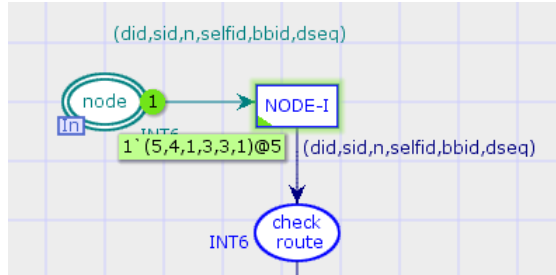 (did,sid,n,selfid,bbid,dseq)
node
1
NODE-I
In
INT6
1`(5,4,1,3,3,1)@5
(did,sid,n,selfid,bbid,dseq)
check
route
INT6